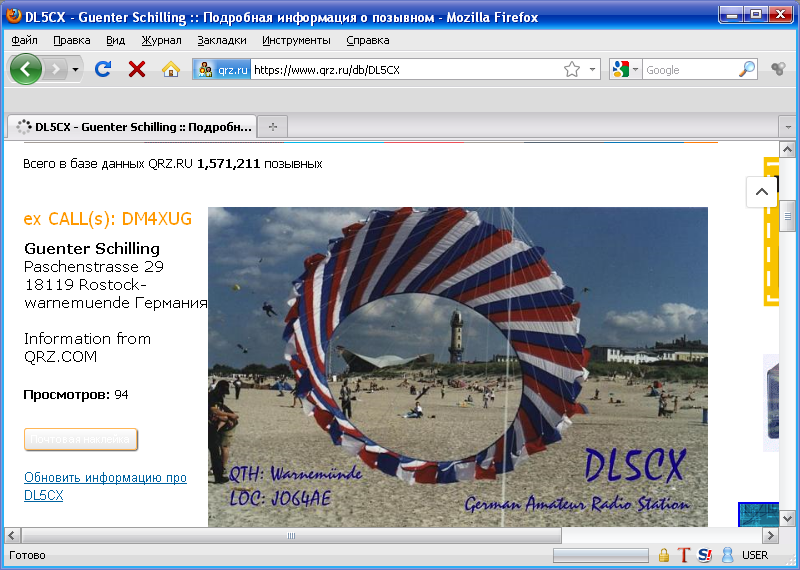 DL5CX - Guenter Schilling :: Подробная информация о позывном - Mozilla Firefox
Файл Правка Вид Журнал Закладки Инструменты Справка
qrz.ru https://www.qrz.ru/db/DL5CX Google
DL5CX - Guenter Schilling :: Подробн...
Всего в базе данных QRZ.RU 1,571,211 позывных
ex CALL(s): DM4XUG
Guenter Schilling
Paschenstrasse 29
18119 Rostock-
warnemuende Германия
Information from
QRZ.COM
Просмотров: 94
Почтовая наклейка
Обновить информацию про
DL5CX
QTH: Warnemünde
LOC: JO64AE
DL5CX
German Amateur Radio Station
Готово
USER